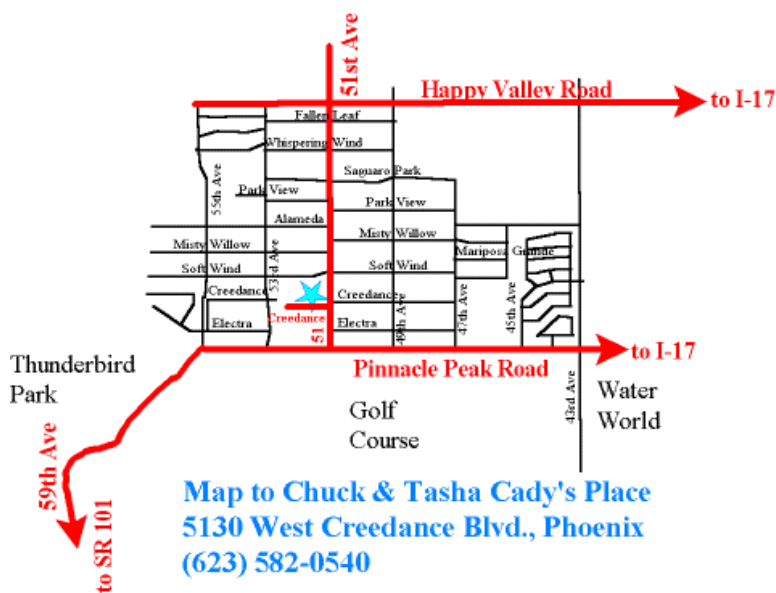 51st Ave
Happy Valley Road
to I-17
Fallen Leaf
Whispering Wind
Saguaro Park
55th Ave
Park View
Park View
Alameda
Misty Willow
Misty Willow
Mariposa Grande
53rd Ave
Soft Wind
Soft Wind
Creedance
Creedance
Creedance
49th Ave
47th Ave
45th Ave
Electra
Electra
51
to I-17
Pinnacle Peak Road
Thunderbird
Park
Golf
Course
43rd Ave
Water
World
59th Ave
to SR 101
Map to Chuck & Tasha Cady's Place
5130 West Creedance Blvd., Phoenix
(623) 582-0540